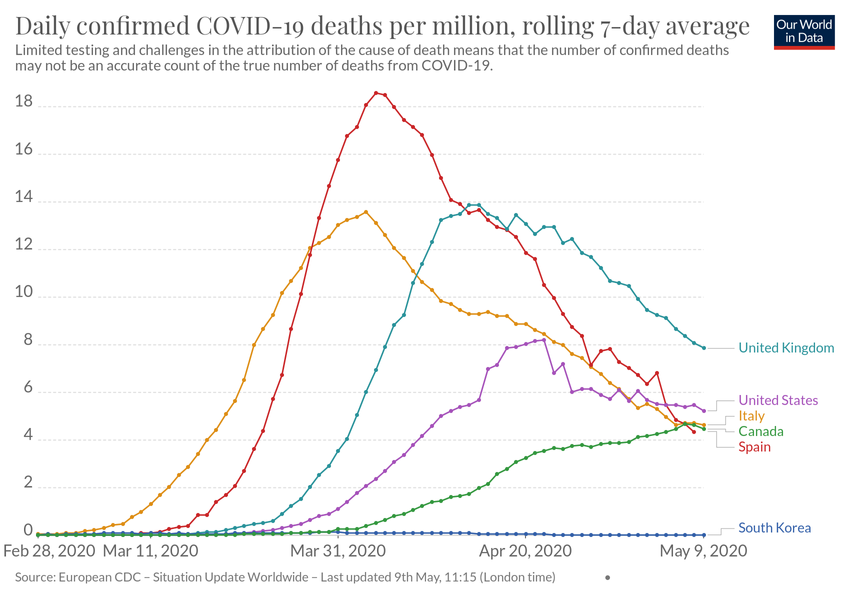 Daily confirmed COVID-19 deaths per million, rolling 7-day average
Our World
in Data
Limited testing and challenges in the attribution of the cause of death means that the number of confirmed deaths
may not be an accurate count of the true number of deaths from COVID-19.
18
16
14
12
10
8
6
4
2
0
United Kingdom
United States
Italy
Canada
Spain
South Korea
Feb 28, 2020 Mar 11, 2020 Mar 31, 2020 Apr 20, 2020 May 9, 2020
Source: European CDC – Situation Update Worldwide – Last updated 9th May, 11:15 (London time) •